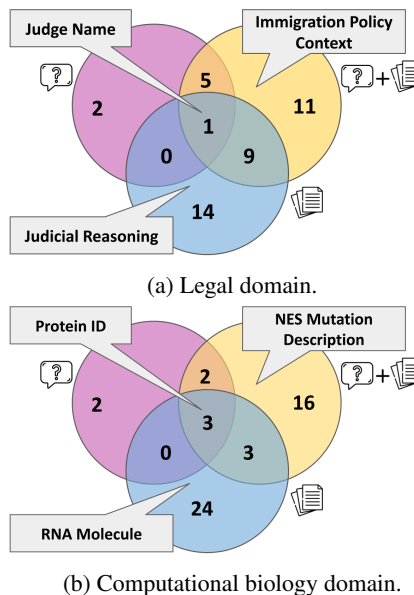 Judge Name
Immigration Policy
Context
?
5
? +
2
11
1
0
9
14
Judicial Reasoning
(a) Legal domain.
Protein ID
NES Mutation
Description
?
2
? +
2
16
3
0
3
24
RNA Molecule
(b) Computational biology domain.